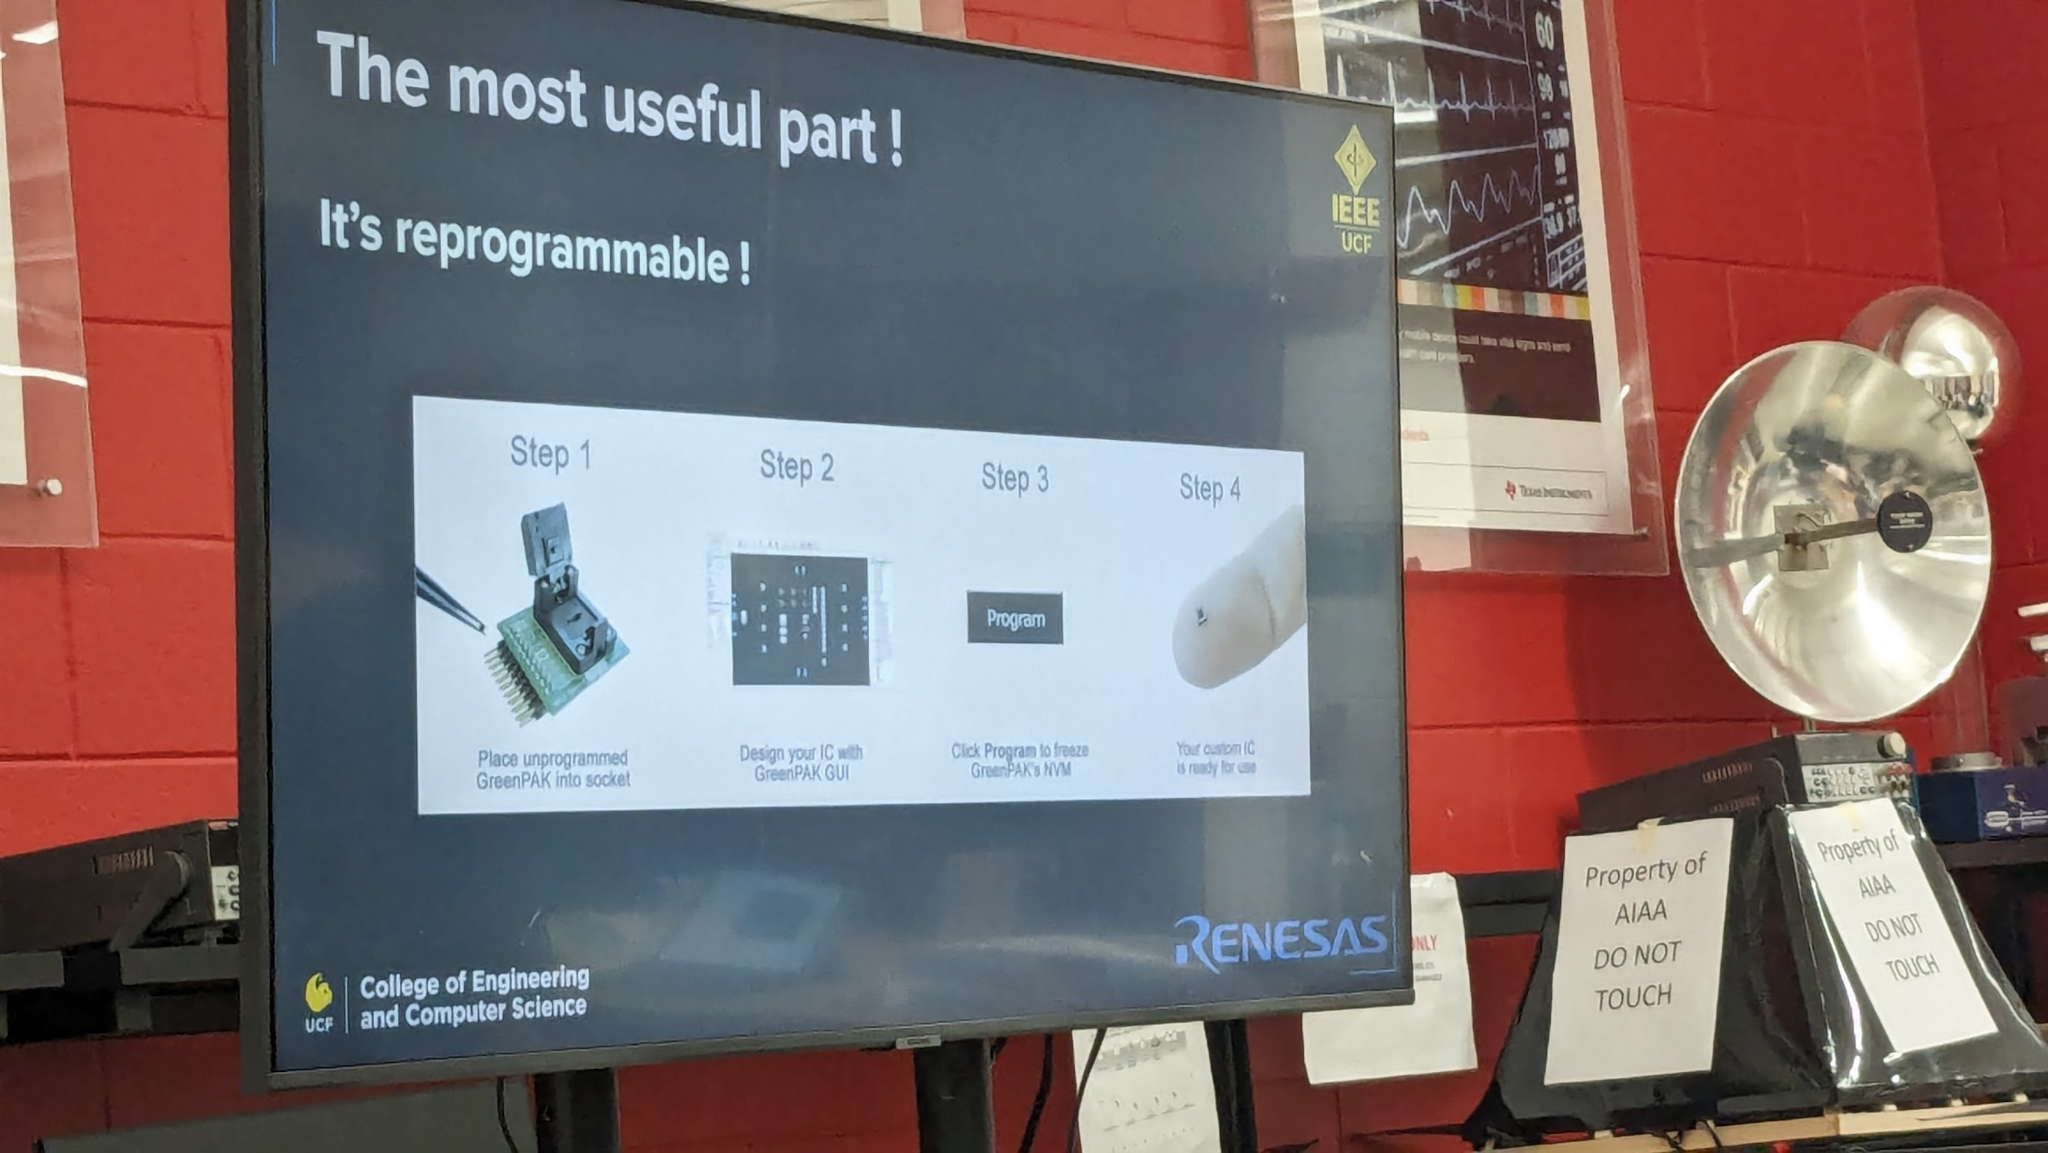 The most useful part !
It's reprogrammable !
IEEE
UCF
Step 1
Step 2
Step 3
Step 4
Program
Place unprogrammed
GreenPAK into socket
Design your IC with
GreenPAK GUI
Click Program to freeze
GreenPAK's NVM
Your custom IC
is ready for use
UCF
College of Engineering
and Computer Science
RENESAS
60
98
TEXAS INSTRUMENTS
ONLY
Property of
AIAA
DO NOT
TOUCH
Property of
AIAA
DO NOT
TOUCH